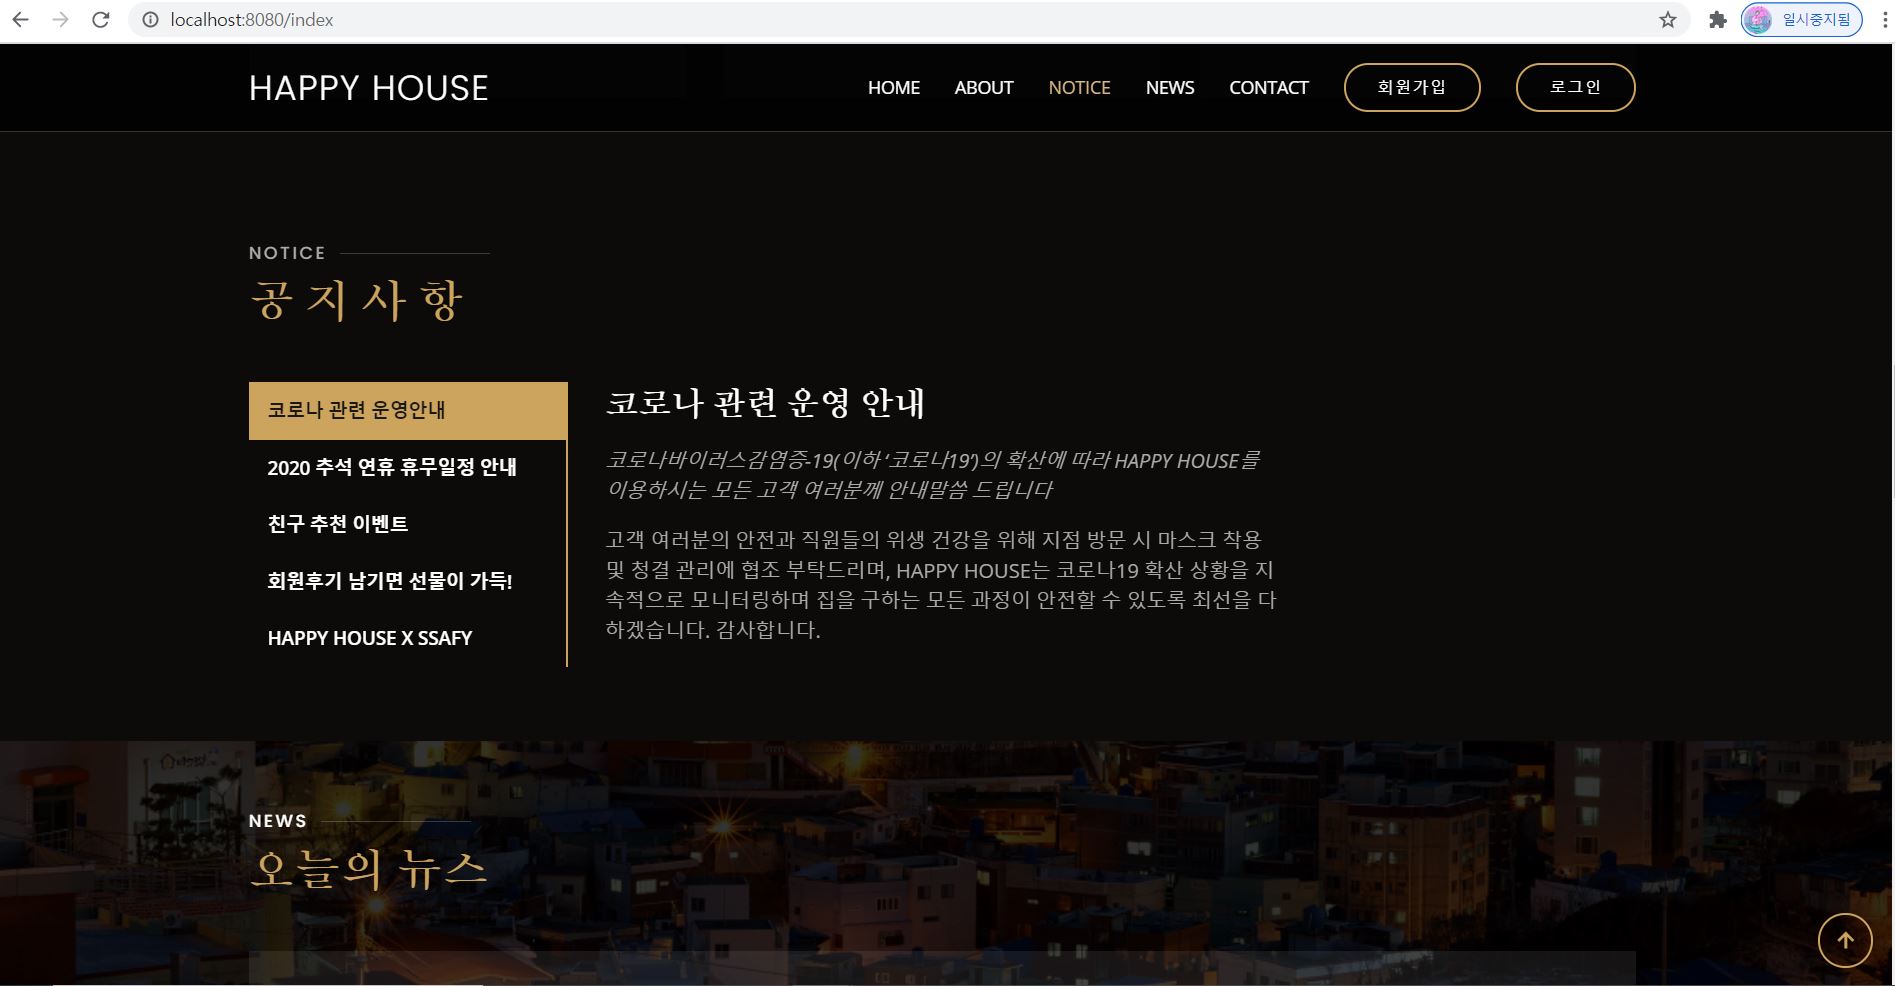 localhost:8080/index
일시중지됨
HAPPY HOUSE
HOME ABOUT NOTICE NEWS CONTACT 회원가입 로그인
NOTICE
공지사항
코로나 관련 운영안내
2020 추석 연휴 휴무일정 안내
친구 추천 이벤트
회원후기 남기면 선물이 가득!
HAPPY HOUSE X SSAFY
코로나 관련 운영 안내
코로나바이러스감염증-19(이하 ‘코로나19’)의 확산에 따라 HAPPY HOUSE를
이용하시는 모든 고객 여러분께 안내말씀 드립니다
고객 여러분의 안전과 직원들의 위생 건강을 위해 지점 방문 시 마스크 착용
및 청결 관리에 협조 부탁드리며, HAPPY HOUSE는 코로나19 확산 상황을 지
속적으로 모니터링하며 집을 구하는 모든 과정이 안전할 수 있도록 최선을 다
하겠습니다. 감사합니다.
NEWS
오늘의 뉴스